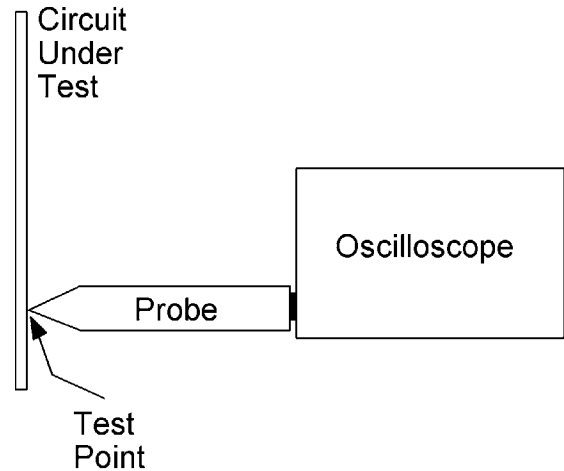 Circuit
Under
Test
Oscilloscope
Probe
Test
Point